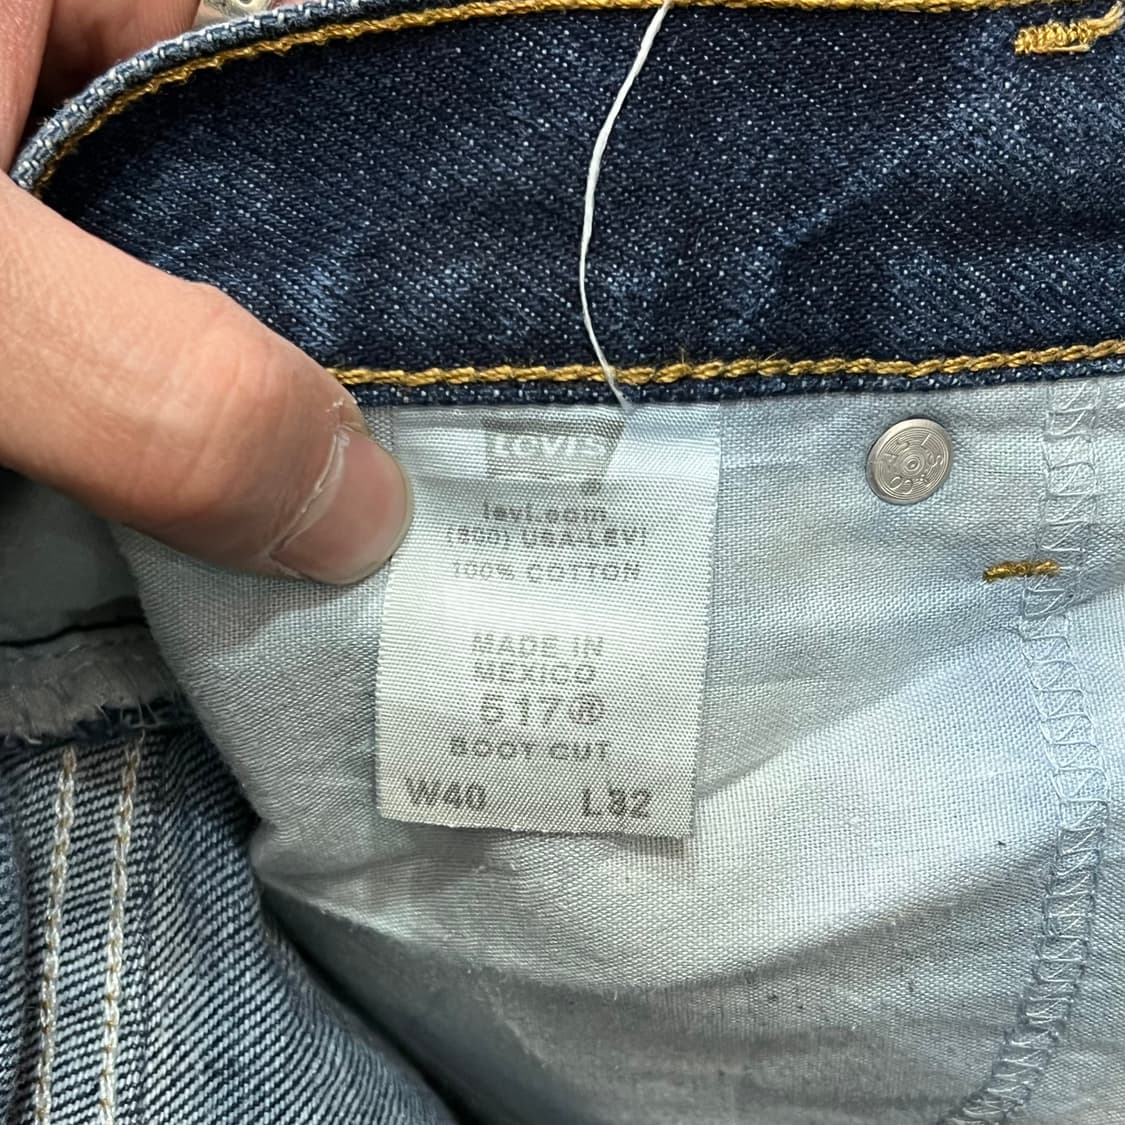 LEVI'S
levi.com
(800) USA-LEVI
100% COTTON
MADE IN
MEXICO
517®
BOOT CUT
W40 L32